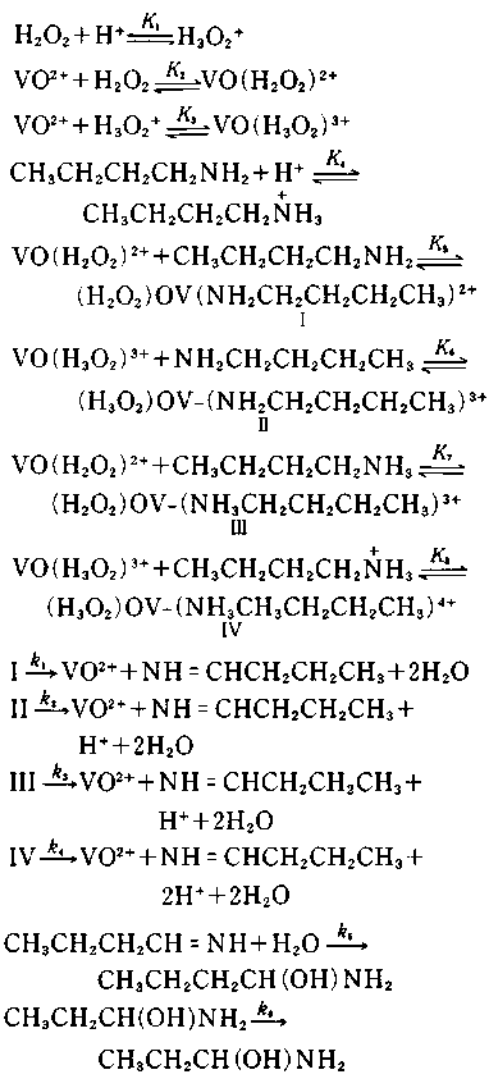 H₂O₂ + H⁺ ⇌ H₃O₂⁺ K₁
VO²⁺ + H₂O₂ ⇌ VO(H₂O₂)²⁺ K₂
VO²⁺ + H₃O₂⁺ ⇌ VO(H₃O₂)³⁺ K₃
CH₃CH₂CH₂CH₂NH₂ + H⁺ ⇌ K₄
CH₃CH₂CH₂CH₂N⁺H₃
VO(H₂O₂)²⁺ + CH₃CH₂CH₂CH₂NH₂ ⇌ K₅
(H₂O₂)OV(NH₂CH₂CH₂CH₂CH₃)²⁺
I
VO(H₃O₂)³⁺ + NH₂CH₂CH₂CH₂CH₃ ⇌ K₆
(H₃O₂)OV-(NH₂CH₂CH₂CH₂CH₃)³⁺
II
VO(H₂O₂)²⁺ + CH₃CH₂CH₂CH₂NH₃ ⇌ K₇
(H₂O₂)OV-(NH₃CH₂CH₂CH₂CH₃)³⁺
III
VO(H₃O₂)³⁺ + CH₃CH₂CH₂CH₂N⁺H₃ ⇌ K₈
(H₃O₂)OV-(NH₃CH₃CH₂CH₂CH₃)⁴⁺
IV
I →k₁ VO²⁺ + NH = CHCH₂CH₂CH₃ + 2H₂O
II →k₂ VO²⁺ + NH = CHCH₂CH₂CH₃ +
H⁺ + 2H₂O
III →k₃ VO²⁺ + NH = CHCH₂CH₂CH₃ +
H⁺ + 2H₂O
IV →k₄ VO²⁺ + NH = CHCH₂CH₂CH₃ +
2H⁺ + 2H₂O
CH₃CH₂CH₂CH = NH + H₂O →k₅
CH₃CH₂CH₂CH(OH)NH₂
CH₃CH₂CH(OH)NH₂ →k₆
CH₃CH₂CH(OH)NH₂